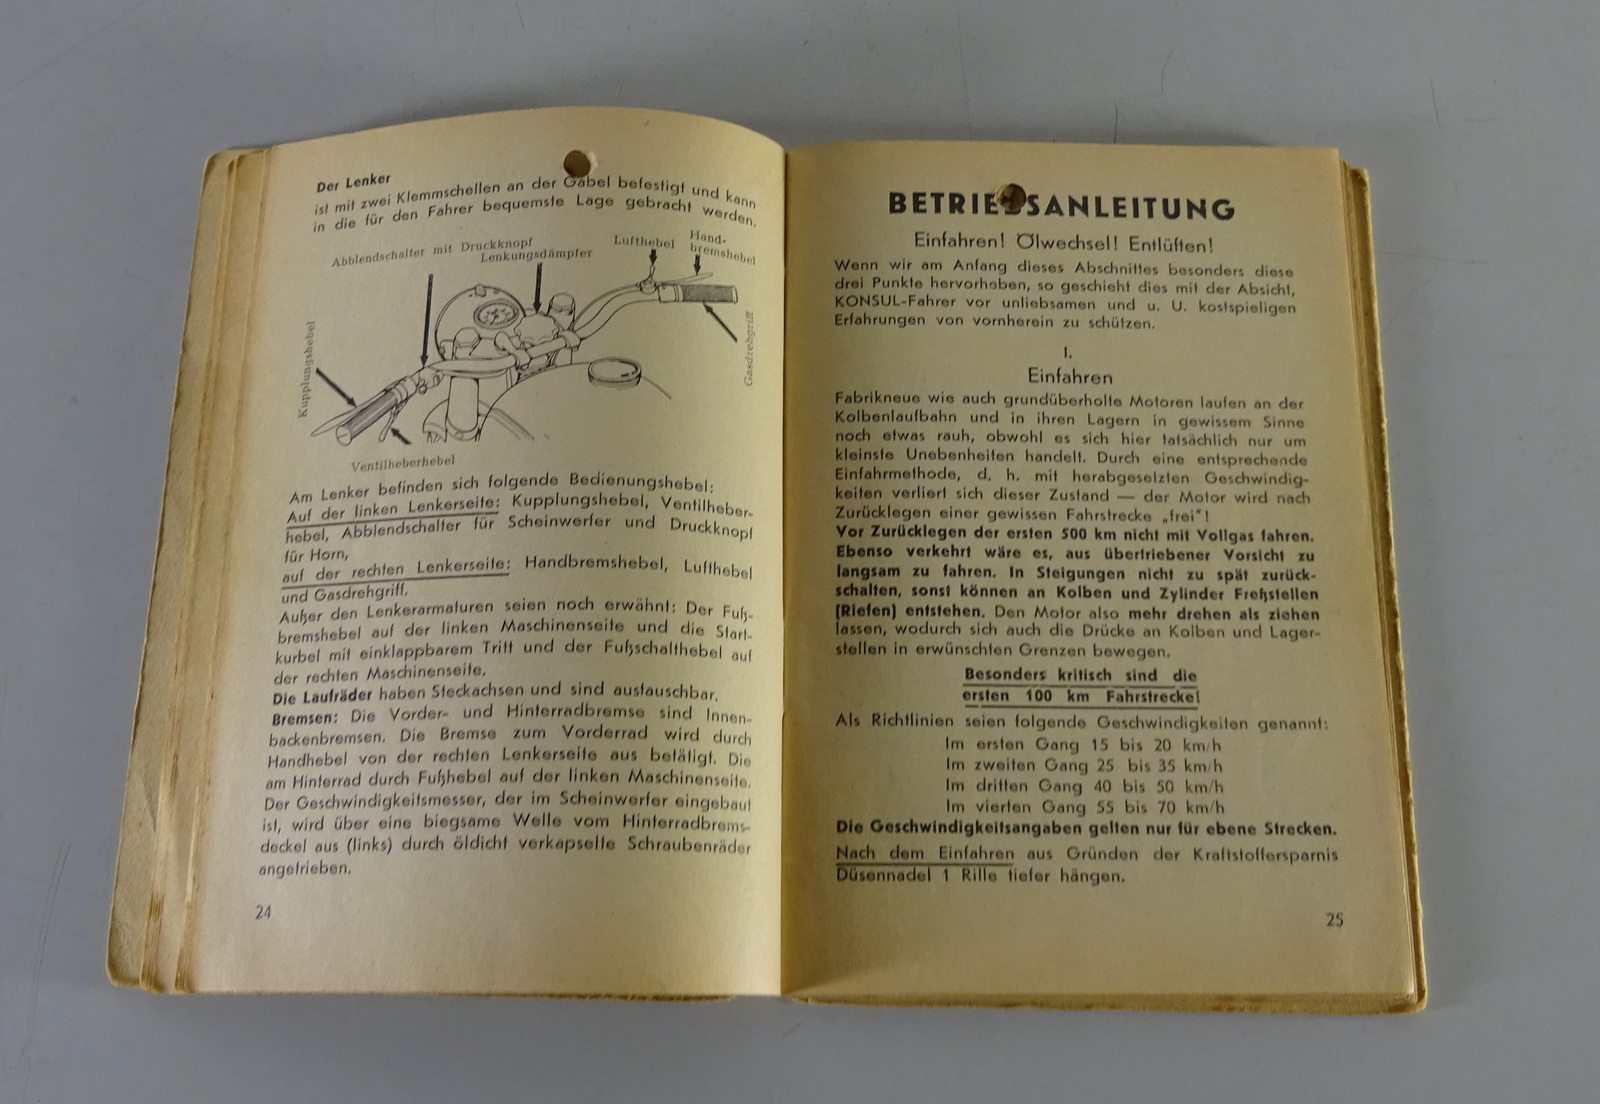 Der Lenker
ist mit zwei Klemmschellen an der Gabel befestigt und kann
in die für den Fahrer bequemste Lage gebracht werden.
Abblendschalter mit Druckknopf
Lenkungsdämpfer
Lufthebel
Hand-
bremshebel
Kupplungshebel
Gasdrehgriff
Ventilheberhebel
Am Lenker befinden sich folgende Bedienungshebel:
Auf der linken Lenkerseite: Kupplungshebel, Ventilheber-
hebel, Abblendschalter für Scheinwerfer und Druckknopf
für Horn,
auf der rechten Lenkerseite: Handbremshebel, Lufthebel
und Gasdrehgriff.
Außer den Lenkerarmaturen seien noch erwähnt: Der Fuß-
bremshebel auf der linken Maschinenseite und die Start-
kurbel mit einklappbarem Tritt und der Fußschalthebel auf
der rechten Maschinenseite.
Die Laufräder haben Steckachsen und sind austauschbar.
Bremsen: Die Vorder- und Hinterradbremse sind Innen-
backenbremsen. Die Bremse zum Vorderrad wird durch
Handhebel von der rechten Lenkerseite aus betätigt. Die
am Hinterrad durch Fußhebel auf der linken Maschinenseite.
Der Geschwindigkeitsmesser, der im Scheinwerfer eingebaut
ist, wird über eine biegsame Welle vom Hinterradbrems-
deckel aus (links) durch öldicht verkapselte Schraubenräder
angetrieben.
24
BETRIEBSANLEITUNG
Einfahren! Ölwechsel! Entlüften!
Wenn wir am Anfang dieses Abschnittes besonders diese
drei Punkte hervorheben, so geschieht dies mit der Absicht,
KONSUL-Fahrer vor unliebsamen und u. U. kostspieligen
Erfahrungen von vornherein zu schützen.
I.
Einfahren
Fabrikneue wie auch grundüberholte Motoren laufen an der
Kolbenlaufbahn und in ihren Lagern in gewissem Sinne
noch etwas rauh, obwohl es sich hier tatsächlich nur um
kleinste Unebenheiten handelt. Durch eine entsprechende
Einfahrmethode, d. h. mit herabgesetzten Geschwindig-
keiten verliert sich dieser Zustand — der Motor wird nach
Zurücklegen einer gewissen Fahrstrecke „frei"!
Vor Zurücklegen der ersten 500 km nicht mit Vollgas fahren.
Ebenso verkehrt wäre es, aus übertriebener Vorsicht zu
langsam zu fahren. In Steigungen nicht zu spät zurück-
schalten, sonst können an Kolben und Zylinder Freßstellen
(Riefen) entstehen. Den Motor also mehr drehen als ziehen
lassen, wodurch sich auch die Drücke an Kolben und Lager-
stellen in erwünschten Grenzen bewegen.
Besonders kritisch sind die
ersten 100 km Fahrstrecke!
Als Richtlinien seien folgende Geschwindigkeiten genannt:
Im ersten Gang 15 bis 20 km/h
Im zweiten Gang 25 bis 35 km/h
Im dritten Gang 40 bis 50 km/h
Im vierten Gang 55 bis 70 km/h
Die Geschwindigkeitsangaben gelten nur für ebene Strecken.
Nach dem Einfahren aus Gründen der Kraftstoffersparnis
Düsennadel 1 Rille tiefer hängen.
25